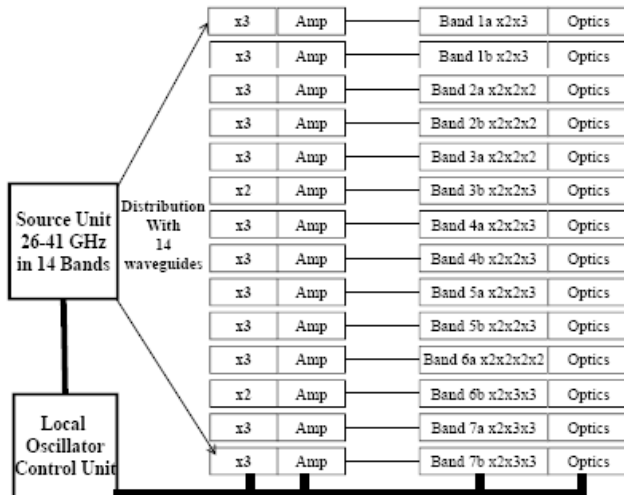 x3 Amp Band 1a x2x3 Optics
x3 Amp Band 1b x2x3 Optics
x3 Amp Band 2a x2x2x2 Optics
x3 Amp Band 2b x2x2x2 Optics
x3 Amp Band 3a x2x2x2 Optics
x2 Amp Band 3b x2x2x3 Optics
x3 Amp Band 4a x2x2x3 Optics
x3 Amp Band 4b x2x2x3 Optics
x3 Amp Band 5a x2x2x3 Optics
x3 Amp Band 5b x2x2x3 Optics
x3 Amp Band 6a x2x2x2x2 Optics
x2 Amp Band 6b x2x3x3 Optics
x3 Amp Band 7a x2x3x3 Optics
x3 Amp Band 7b x2x3x3 Optics
Source Unit
26-41 GHz
in 14 Bands
Distribution
With
14
waveguides
Local
Oscillator
Control Unit